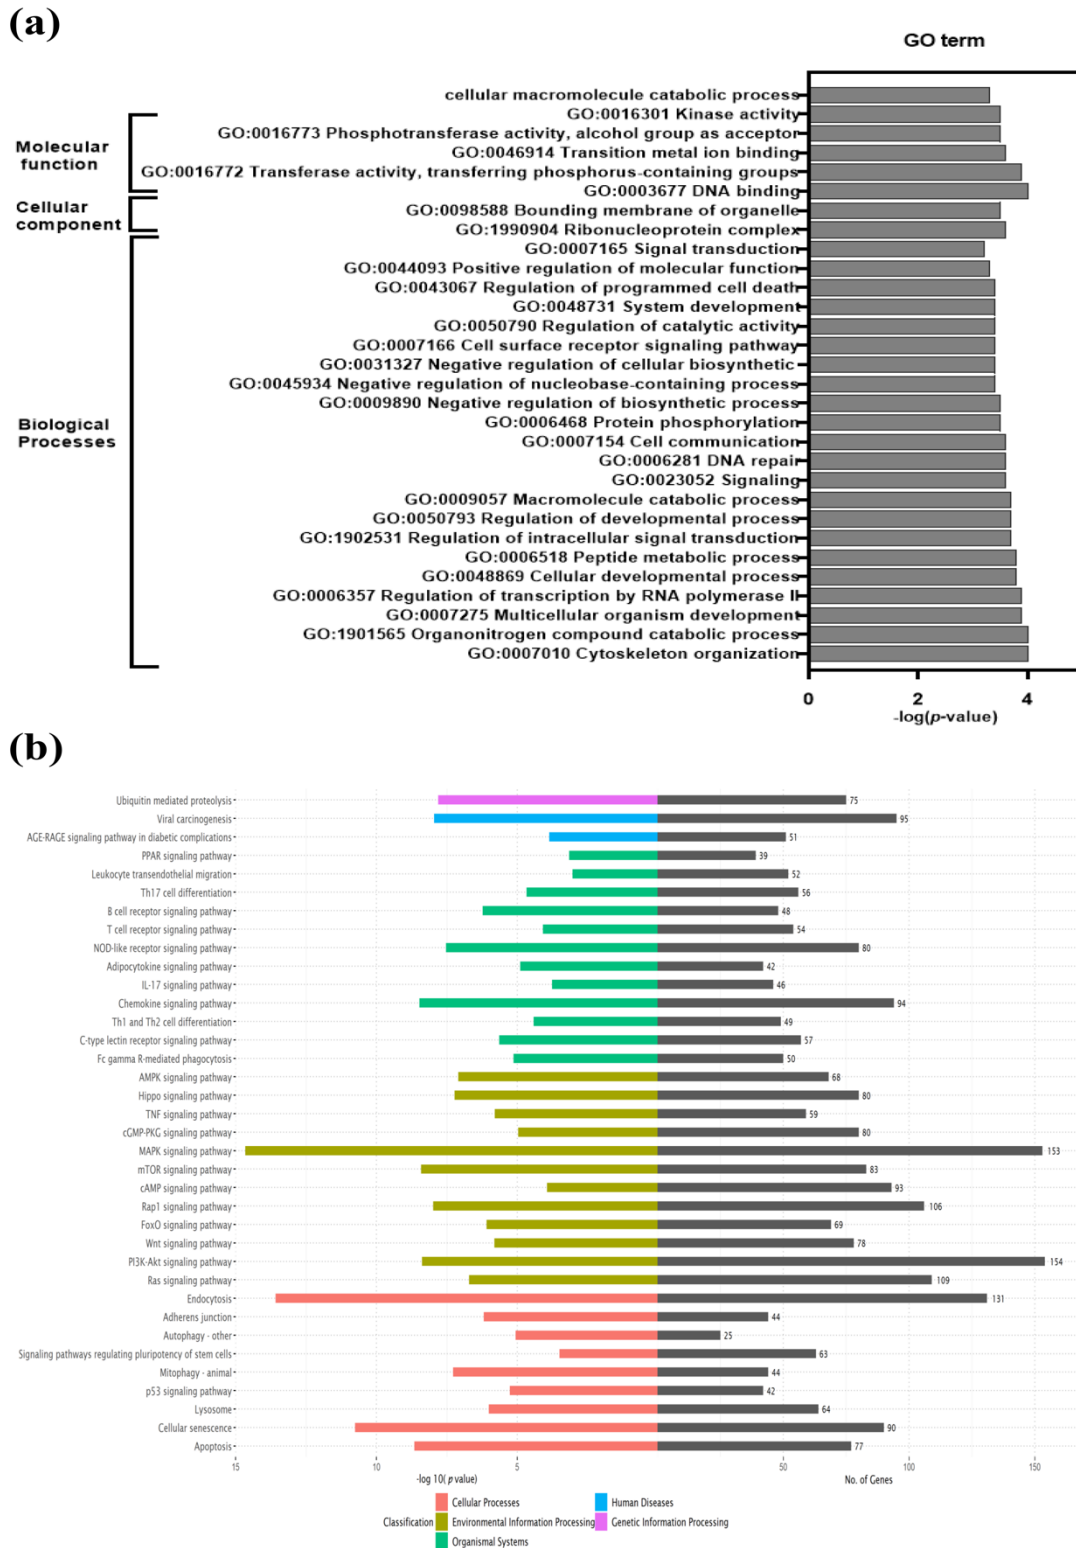 (a)
GO term
cellular macromolecule catabolic process
GO:0016301 Kinase activity
GO:0016773 Phosphotransferase activity, alcohol group as acceptor
GO:0046914 Transition metal ion binding
GO:0016772 Transferase activity, transferring phosphorus-containing groups
GO:0003677 DNA binding
Molecular
function
GO:0098588 Bounding membrane of organelle
GO:1990904 Ribonucleoprotein complex
Cellular
component
GO:0007165 Signal transduction
GO:0044093 Positive regulation of molecular function
GO:0043067 Regulation of programmed cell death
GO:0048731 System development
GO:0050790 Regulation of catalytic activity
GO:0007166 Cell surface receptor signaling pathway
GO:0031327 Negative regulation of cellular biosynthetic
GO:0045934 Negative regulation of nucleobase-containing process
GO:0009890 Negative regulation of biosynthetic process
GO:0006468 Protein phosphorylation
GO:0007154 Cell communication
GO:0006281 DNA repair
GO:0023052 Signaling
GO:0009057 Macromolecule catabolic process
GO:0050793 Regulation of developmental process
GO:1902531 Regulation of intracellular signal transduction
GO:0006518 Peptide metabolic process
GO:0048869 Cellular developmental process
GO:0006357 Regulation of transcription by RNA polymerase II
GO:0007275 Multicellular organism development
GO:1901565 Organonitrogen compound catabolic process
GO:0007010 Cytoskeleton organization
Biological
Processes
0 2 4
-log(p-value)
(b)
Ubiquitin mediated proteolysis 75
Viral carcinogenesis 95
AGE-RAGE signaling pathway in diabetic complications 51
PPAR signaling pathway 39
Leukocyte transendothelial migration 52
Th17 cell differentiation 56
B cell receptor signaling pathway 48
T cell receptor signaling pathway 54
NOD-like receptor signaling pathway 80
Adipocytokine signaling pathway 42
IL-17 signaling pathway 46
Chemokine signaling pathway 94
Th1 and Th2 cell differentiation 49
C-type lectin receptor signaling pathway 57
Fc gamma R-mediated phagocytosis 50
AMPK signaling pathway 68
Hippo signaling pathway 80
TNF signaling pathway 59
cGMP-PKG signaling pathway 80
MAPK signaling pathway 153
mTOR signaling pathway 83
cAMP signaling pathway 93
Rap1 signaling pathway 106
FoxO signaling pathway 69
Wnt signaling pathway 78
PI3K-Akt signaling pathway 154
Ras signaling pathway 109
Endocytosis 131
Adherens junction 44
Autophagy - other 25
Signaling pathways regulating pluripotency of stem cells 63
Mitophagy - animal 44
p53 signaling pathway 42
Lysosome 64
Cellular senescence 90
Apoptosis 77
15 10 5 50 100 150
-log 10( p value) No. of Genes
Classification
Cellular Processes
Environmental Information Processing
Organismal Systems
Human Diseases
Genetic Information Processing